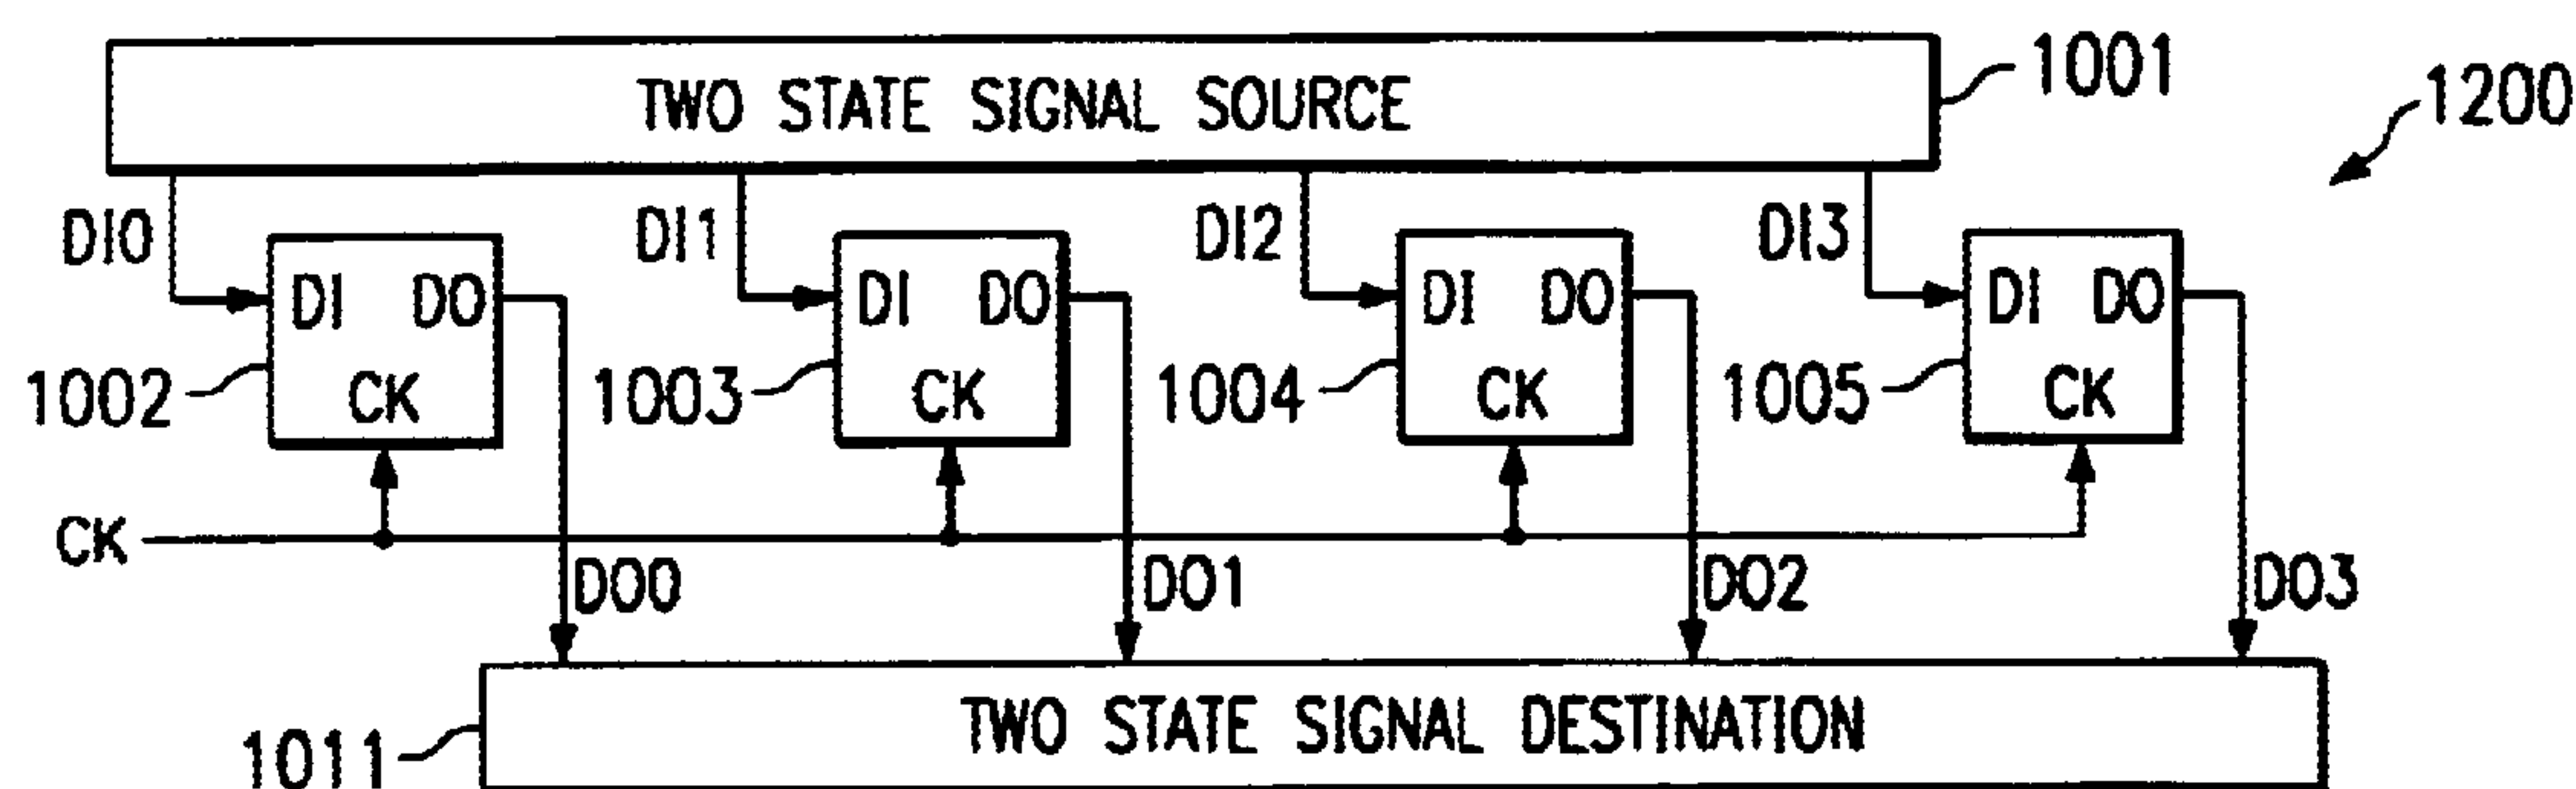 TWO STATE SIGNAL SOURCE
1001
1200
DI0
DI1
DI2
DI3
DI DO
CK
DI DO
CK
DI DO
CK
DI DO
CK
1002
1003
1004
1005
CK
DO0
DO1
DO2
DO3
TWO STATE SIGNAL DESTINATION
1011